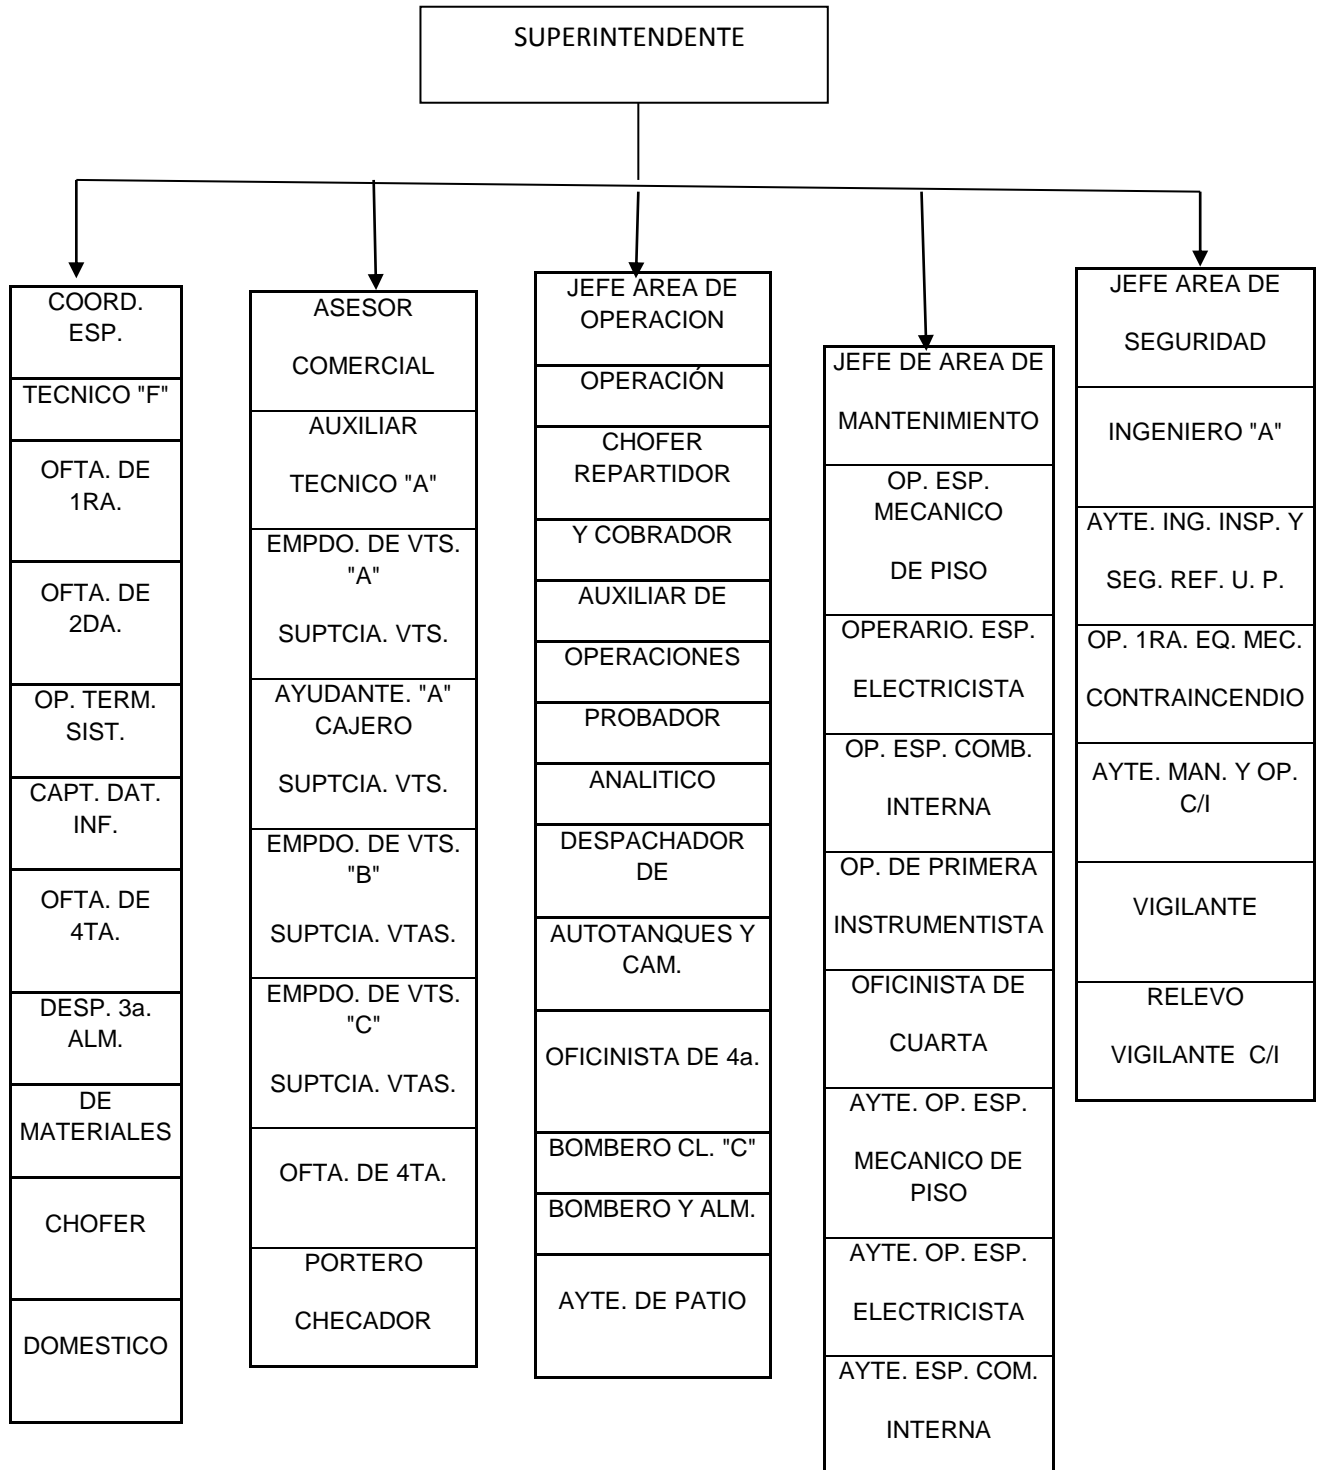 SUPERINTENDENTE
COORD.
ESP.
TECNICO "F"
OFTA. DE
1RA.
OFTA. DE
2DA.
OP. TERM.
SIST.
CAPT. DAT.
INF.
OFTA. DE
4TA.
DESP. 3a.
ALM.
DE
MATERIALES
CHOFER
DOMESTICO
ASESOR
COMERCIAL
AUXILIAR
TECNICO "A"
EMPDO. DE VTS.
"A"
SUPTCIA. VTS.
AYUDANTE. "A"
CAJERO
SUPTCIA. VTS.
EMPDO. DE VTS.
"B"
SUPTCIA. VTAS.
EMPDO. DE VTS.
"C"
SUPTCIA. VTAS.
OFTA. DE 4TA.
PORTERO
CHECADOR
JEFE AREA DE
OPERACION
OPERACIÓN
CHOFER
REPARTIDOR
Y COBRADOR
AUXILIAR DE
OPERACIONES
PROBADOR
ANALITICO
DESPACHADOR
DE
AUTOTANQUES Y
CAM.
OFICINISTA DE 4a.
BOMBERO CL. "C"
BOMBERO Y ALM.
AYTE. DE PATIO
JEFE DE AREA DE
MANTENIMIENTO
OP. ESP.
MECANICO
DE PISO
OPERARIO. ESP.
ELECTRICISTA
OP. ESP. COMB.
INTERNA
OP. DE PRIMERA
INSTRUMENTISTA
OFICINISTA DE
CUARTA
AYTE. OP. ESP.
MECANICO DE
PISO
AYTE. OP. ESP.
ELECTRICISTA
AYTE. ESP. COM.
INTERNA
JEFE AREA DE
SEGURIDAD
INGENIERO "A"
AYTE. ING. INSP. Y
SEG. REF. U. P.
OP. 1RA. EQ. MEC.
CONTRAINCENDIO
AYTE. MAN. Y OP.
C/I
VIGILANTE
RELEVO
VIGILANTE C/I